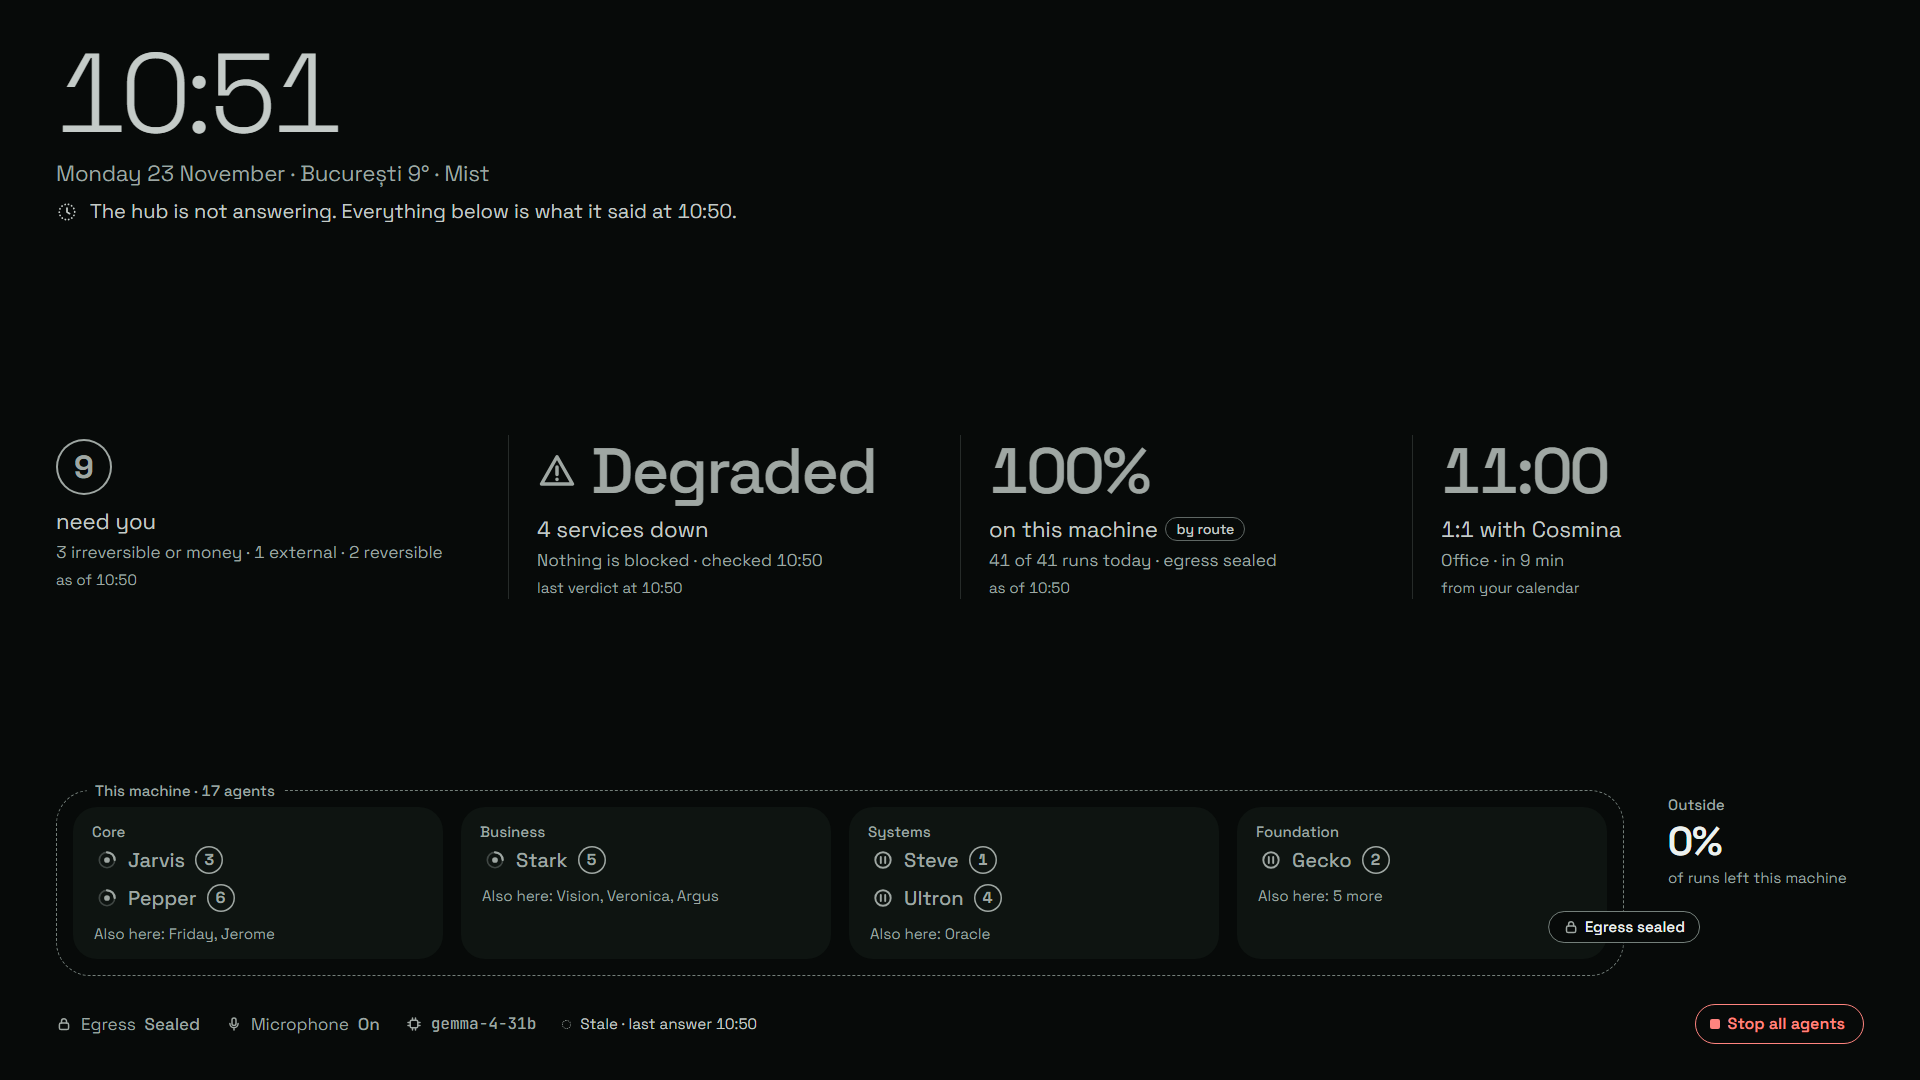 10:51
Monday 23 November · București 9° · Mist
The hub is not answering. Everything below is what it said at 10:50.
9
need you
3 irreversible or money · 1 external · 2 reversible
as of 10:50
Degraded
4 services down
Nothing is blocked · checked 10:50
last verdict at 10:50
100%
on this machine by route
41 of 41 runs today · egress sealed
as of 10:50
11:00
1:1 with Cosmina
Office · in 9 min
from your calendar
This machine · 17 agents
Core
Jarvis 3
Pepper 6
Also here: Friday, Jerome
Business
Stark 5
Also here: Vision, Veronica, Argus
Systems
Steve 1
Ultron 4
Also here: Oracle
Foundation
Gecko 2
Also here: 5 more
Outside
0%
of runs left this machine
Egress sealed
Egress Sealed
Microphone On
gemma-4-31b
Stale · last answer 10:50
Stop all agents